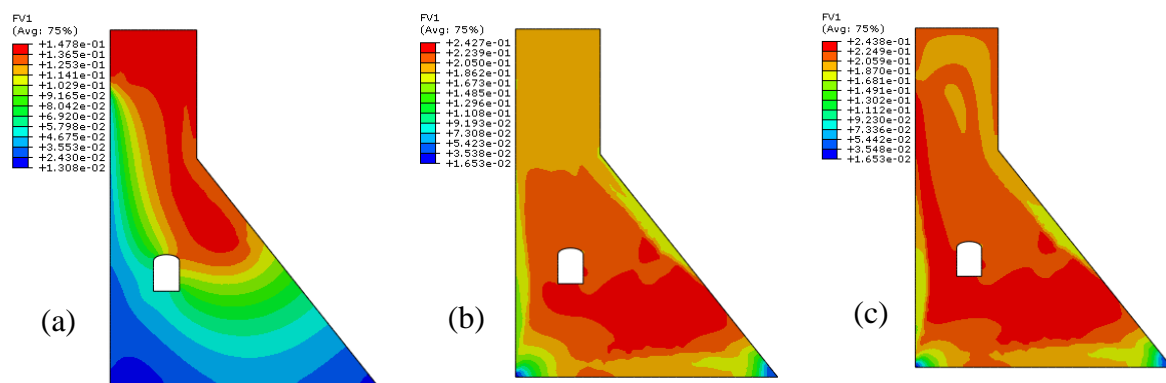 FV1
(Avg: 75%)
+1.478e-01
+1.365e-01
+1.253e-01
+1.141e-01
+1.029e-01
+9.165e-02
+8.042e-02
+6.920e-02
+5.798e-02
+4.675e-02
+3.553e-02
+2.430e-02
+1.308e-02
(a)
FV1
(Avg: 75%)
+2.427e-01
+2.239e-01
+2.050e-01
+1.862e-01
+1.673e-01
+1.485e-01
+1.296e-01
+1.108e-01
+9.193e-02
+7.308e-02
+5.423e-02
+3.538e-02
+1.653e-02
(b)
FV1
(Avg: 75%)
+2.438e-01
+2.249e-01
+2.059e-01
+1.870e-01
+1.681e-01
+1.491e-01
+1.302e-01
+1.112e-01
+9.230e-02
+7.336e-02
+5.442e-02
+3.548e-02
+1.653e-02
(c)